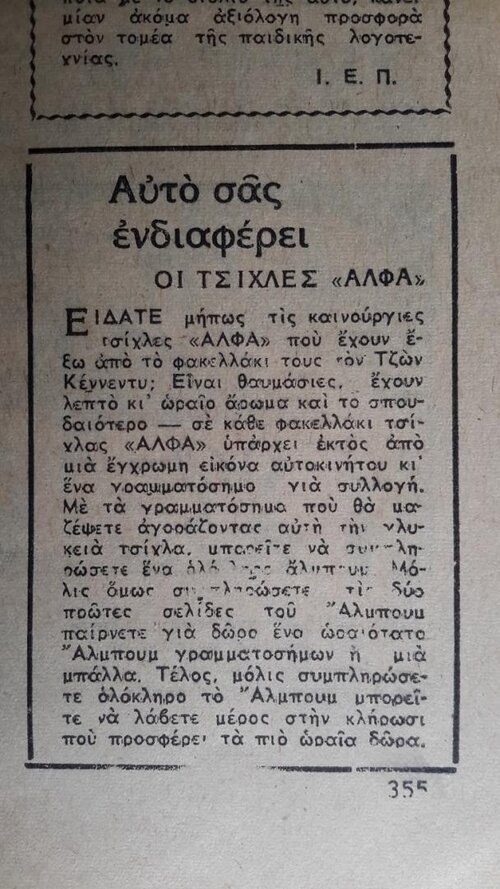 μίαν ἀκόμα ἀξιόλογη προσφορὰ
στὸν τομέα τῆς παιδικῆς λογοτε-
χνίας.
Ι. Ε. Π.
Αὐτὸ σᾶς
ἐνδιαφέρει
ΟΙ ΤΣΙΧΛΕΣ «ΑΛΦΑ»
ΕΙΔΑΤΕ μήπως τὶς καινούργιες
τσίχλες «ΑΛΦΑ» ποὺ ἔχουν ἔ-
ξω ἀπὸ τὸ φακελλάκι τους τὸν Τζὼν
Κέννεντυ; Εἶναι θαυμάσιες, ἔχουν
λεπτὸ κι᾿ ὡραῖο ἄρωμα καὶ τὸ σπου-
δαιότερο — σὲ κάθε φακελλάκι τσί-
χλας «ΑΛΦΑ» ὑπάρχει ἐκτὸς ἀπὸ
μιὰ ἔγχρωμη εἰκόνα αὐτοκινήτου κι᾿
ἕνα γραμματόσημο γιὰ συλλογή.
Μὲ τὰ γραμματόσημα ποὺ θὰ μα-
ζέψετε ἀγοράζοντας αὐτὴ τὴν γλυ-
κειὰ τσίχλα, μπορεῖτε νὰ συμπλη-
ρώσετε ἕνα ἄλμπουμ. Μό-
λις ὅμως συμπληρώσετε τὶς δύο
πρῶτες σελίδες τοῦ Ἄλμπουμ
παίρνετε γιὰ δῶρο ἕνα ὡραιότατο
Ἄλμπουμ γραμματοσήμων ἢ μιὰ
μπάλλα. Τέλος, μόλις συμπληρώσε-
τε ὁλόκληρο τὸ Ἄλμπουμ μπορεῖ-
τε νὰ λάβετε μέρος στὴν κλήρωσι
ποὺ προσφέρει τὰ πιὸ ὡραῖα δῶρα.
355